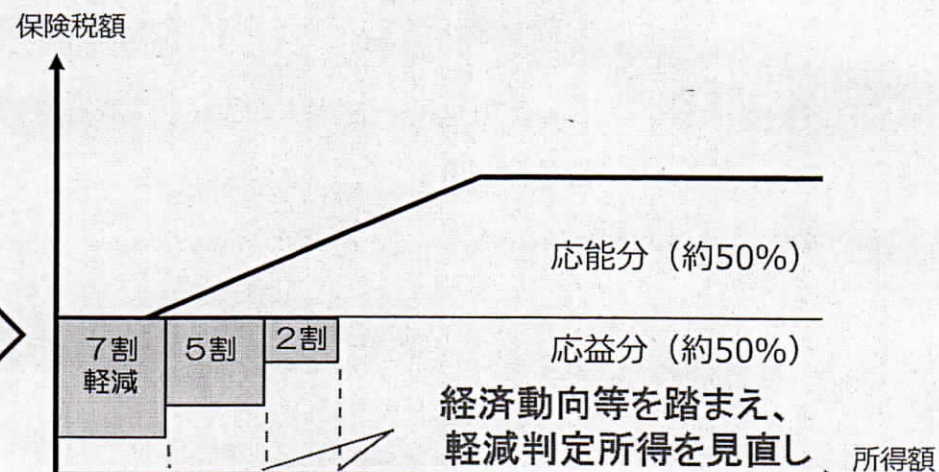 保険税額
応能分（約50%）
7割
軽減
5割
2割
応益分（約50%）
経済動向等を踏まえ、
軽減判定所得を見直し
所得額